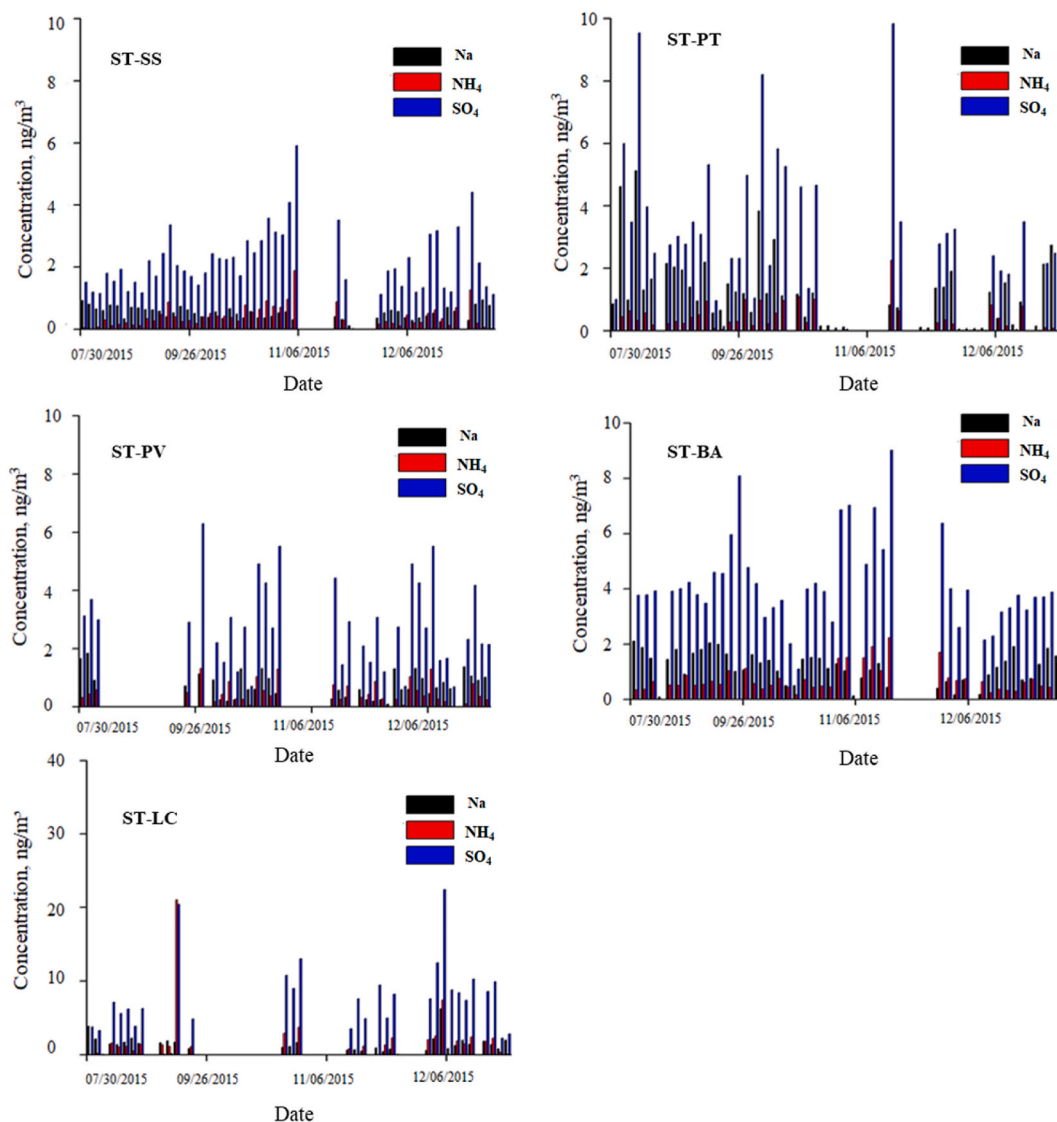 ST-SS
Na
NH₄
SO₄
Concentration, ng/m³
10
8
6
4
2
0
07/30/2015 09/26/2015 11/06/2015 12/06/2015
Date
ST-PT
Na
NH₄
SO₄
Concentration, ng/m³
10
8
6
4
2
0
07/30/2015 09/26/2015 11/06/2015 12/06/2015
Date
ST-PV
Na
NH₄
SO₄
Concentration, ng/m³
10
8
6
4
2
0
07/30/2015 09/26/2015 11/06/2015 12/06/2015
Date
ST-BA
Na
NH₄
SO₄
Concentration, ng/m³
10
8
6
4
2
0
07/30/2015 09/26/2015 11/06/2015 12/06/2015
Date
ST-LC
Na
NH₄
SO₄
Concentration, ng/m³
40
30
20
10
0
07/30/2015 09/26/2015 11/06/2015 12/06/2015
Date